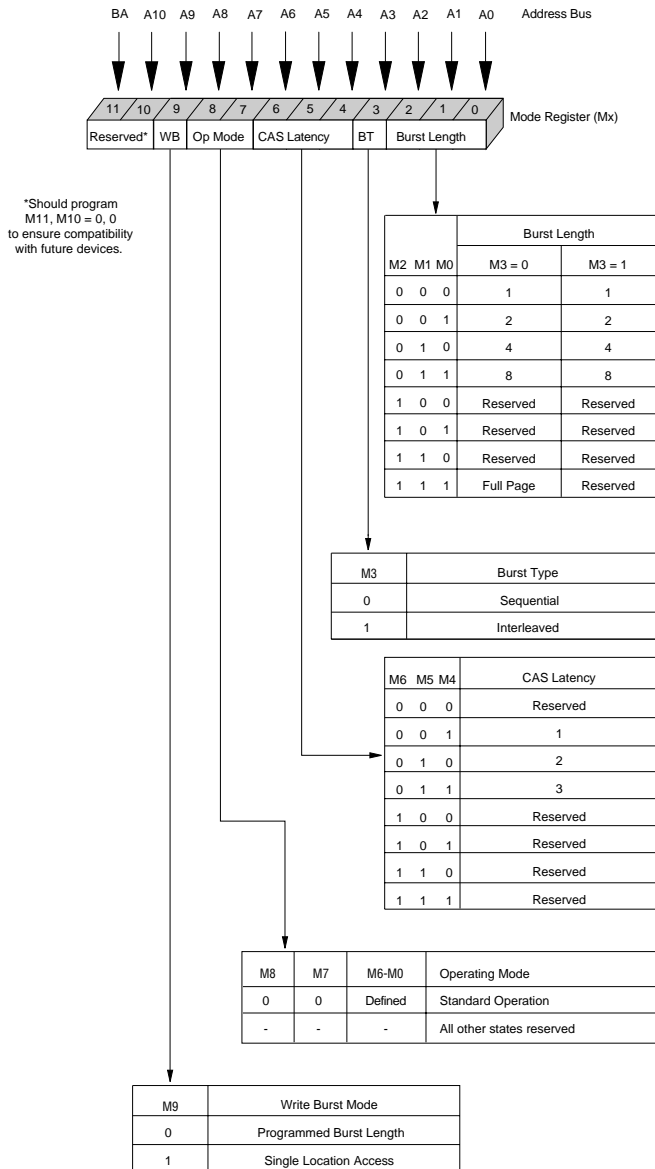 BA A10 A9 A8 A7 A6 A5 A4 A3 A2 A1 A0 Address Bus
11 10 9 8 7 6 5 4 3 2 1 0
Mode Register (Mx)
Reserved* WB Op Mode CAS Latency BT Burst Length
*Should program
M11, M10 = 0, 0
to ensure compatibility
with future devices.
Burst Length
M2 M1 M0 M3 = 0 M3 = 1
0 0 0 1 1
0 0 1 2 2
0 1 0 4 4
0 1 1 8 8
1 0 0 Reserved Reserved
1 0 1 Reserved Reserved
1 1 0 Reserved Reserved
1 1 1 Full Page Reserved
M3 Burst Type
0 Sequential
1 Interleaved
M6 M5 M4 CAS Latency
0 0 0 Reserved
0 0 1 1
0 1 0 2
0 1 1 3
1 0 0 Reserved
1 0 1 Reserved
1 1 0 Reserved
1 1 1 Reserved
M8 M7 M6-M0 Operating Mode
0 0 Defined Standard Operation
- - - All other states reserved
M9 Write Burst Mode
0 Programmed Burst Length
1 Single Location Access